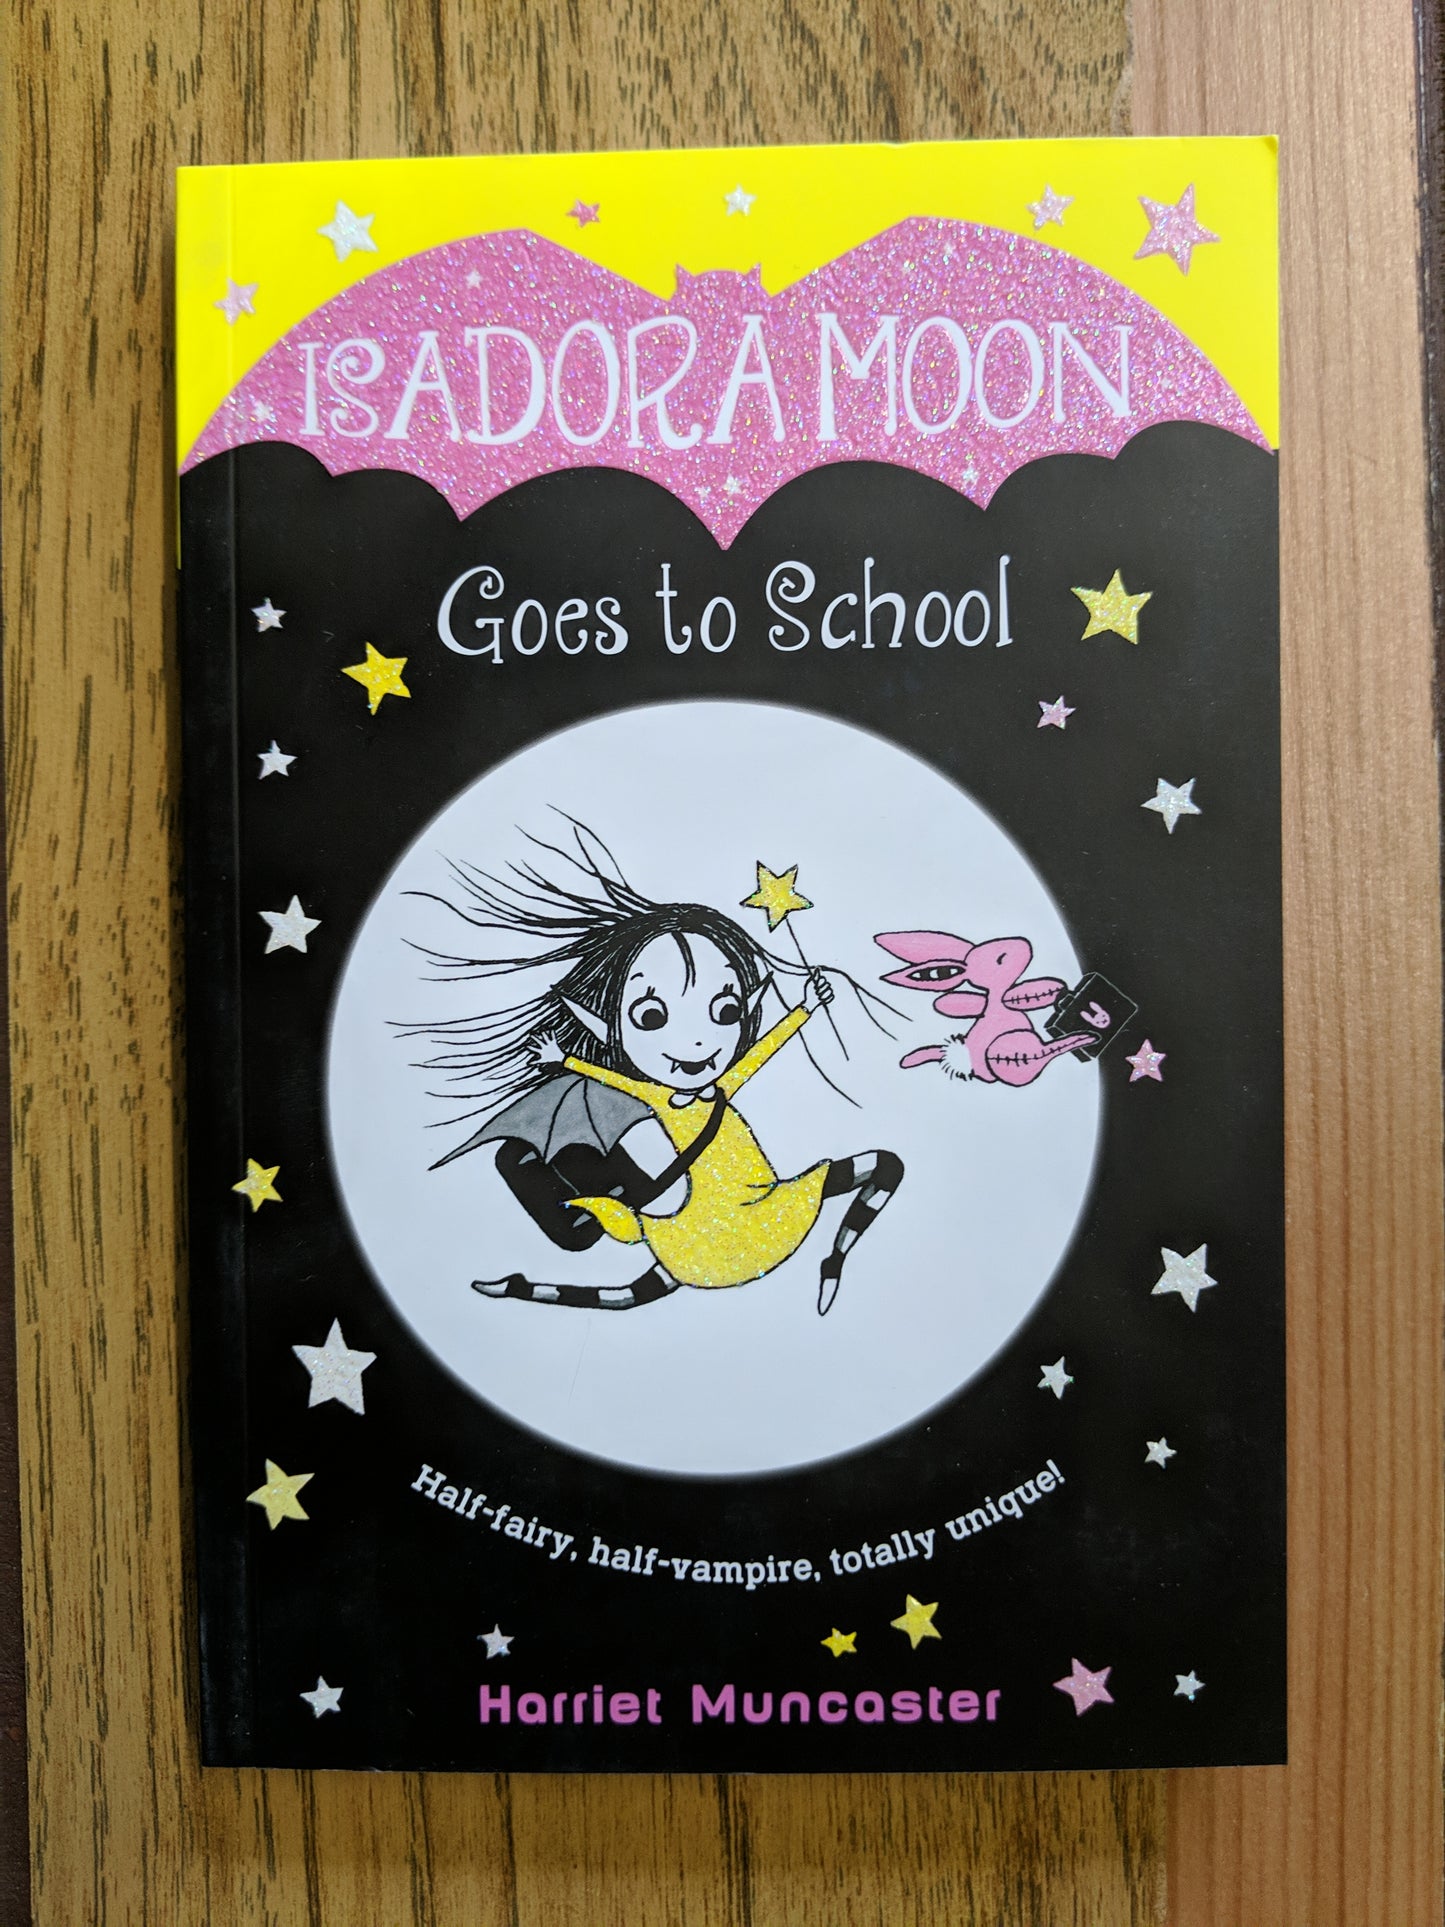 ISADORA MOON
Goes to School
Half-fairy, half-vampire, totally unique!
Harriet Muncaster